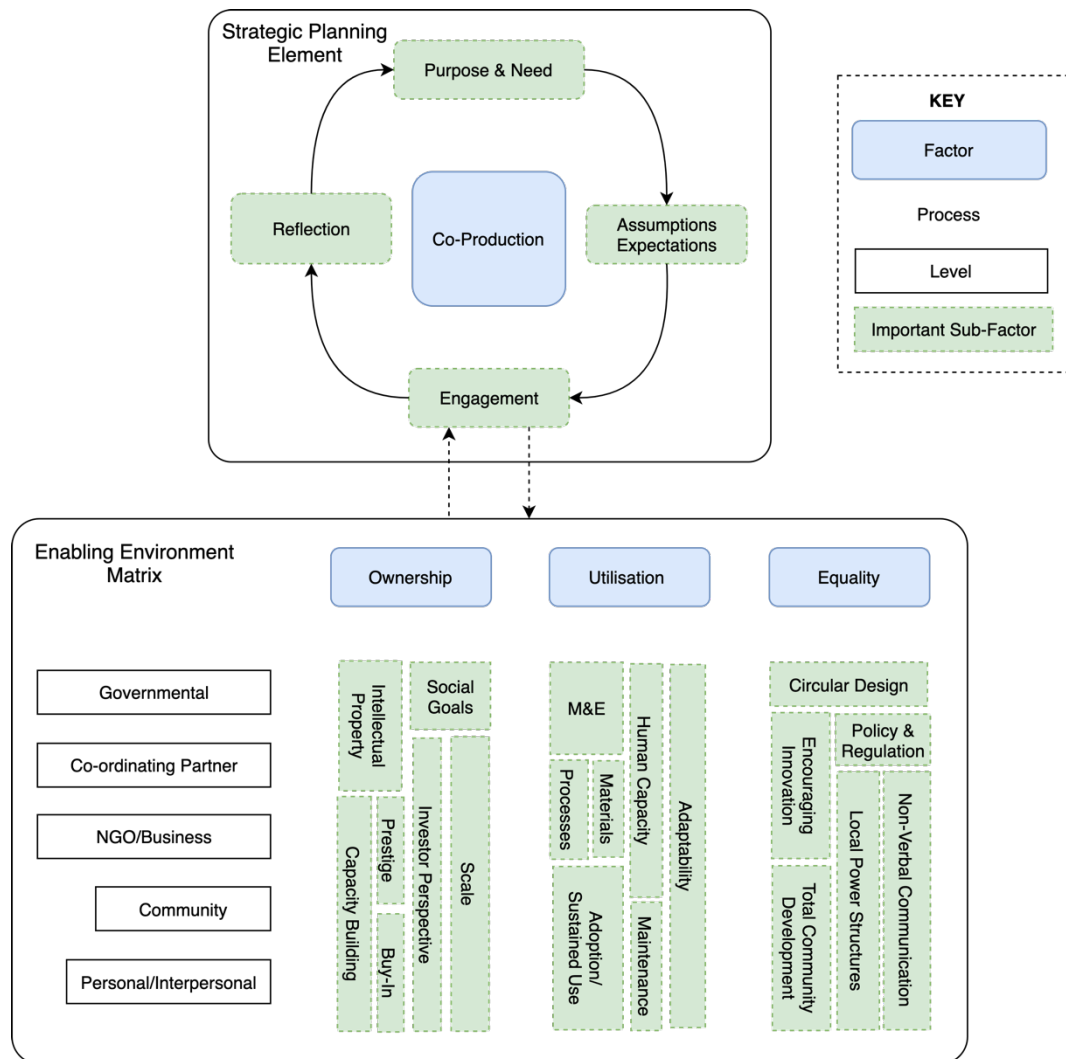 Strategic Planning
Element
Purpose & Need
Reflection
Co-Production
Assumptions
Expectations
Engagement
KEY
Factor
Process
Level
Important Sub-Factor
Enabling Environment
Matrix
Ownership
Utilisation
Equality
Governmental
Co-ordinating Partner
NGO/Business
Community
Personal/Interpersonal
Intellectual
Property
Social
Goals
Capacity Building
Prestige
Buy-In
Investor Perspective
Scale
M&E
Processes
Materials
Human Capacity
Adaptability
Adoption/
Sustained Use
Maintenance
Circular Design
Encouraging
Innovation
Policy &
Regulation
Total Community
Development
Local Power Structures
Non-Verbal Communication